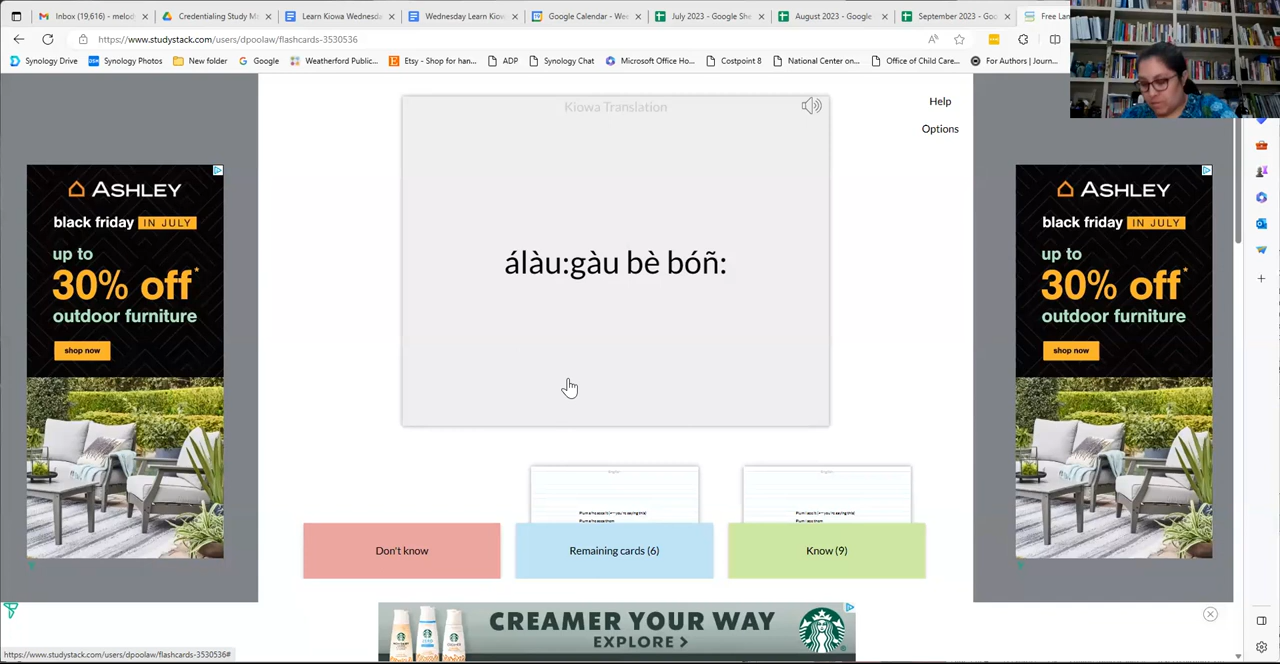 Inbox (19,616) - melod
Credentialing Study Ma
Learn Kiowa Wednesda
Wednesday Learn Kiow
Google Calendar - We
July 2023 - Google She
August 2023 - Google
September 2023 - Goo
Free Lan
https://www.studystack.com/users/dpoolaw/flashcards-3530536
Synology Drive
Synology Photos
New folder
Google
Weatherford Public...
Etsy - Shop for han...
ADP
Synology Chat
Microsoft Office Ho...
Costpoint 8
National Center on...
Office of Child Care...
For Authors | Journ...
Kiowa Translation
Help
Options
álàu:gàu bè bóñ:
ASHLEY
black friday IN JULY
up to
30% off*
outdoor furniture
shop now
ASHLEY
black friday IN JULY
up to
30% off*
outdoor furniture
shop now
Don't know
Remaining cards (6)
Know (9)
CREAMER YOUR WAY
EXPLORE >
https://www.studystack.com/users/dpoolaw/flashcards-3530536#